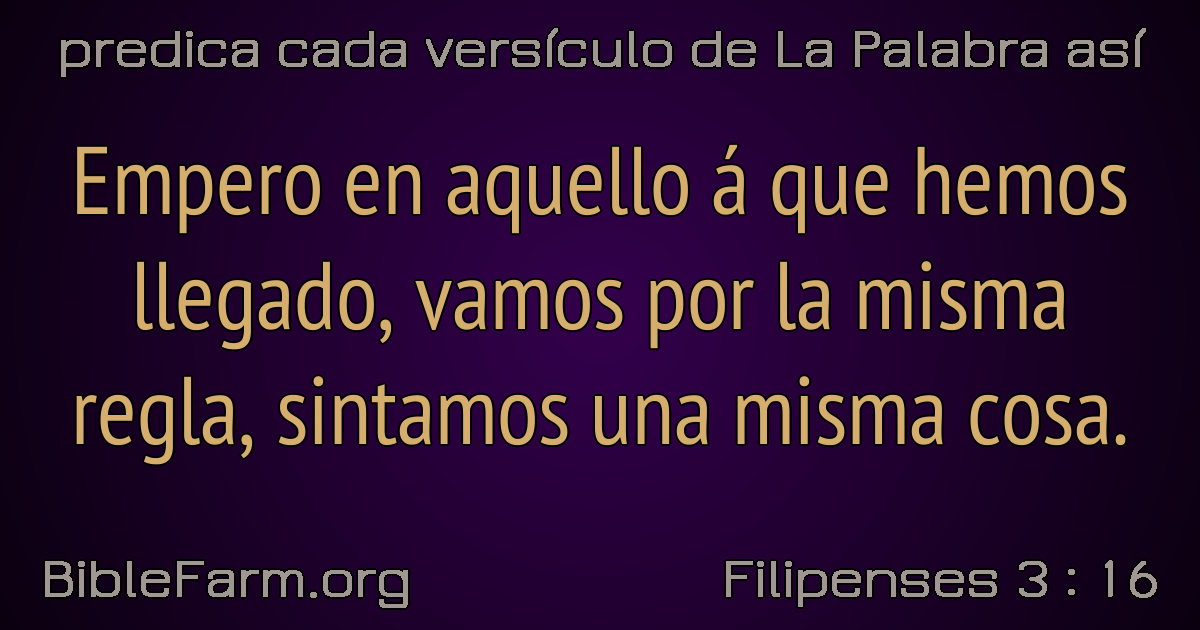 predica cada versículo de La Palabra así
Empero en aquello á que hemos
llegado, vamos por la misma
regla, sintamos una misma cosa.
BibleFarm.org
Filipenses 3 : 16